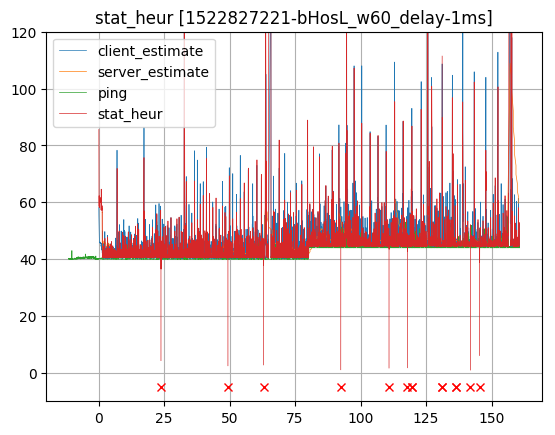 stat_heur [1522827221-bHosL_w60_delay-1ms]
client_estimate
server_estimate
ping
stat_heur
120
100
80
60
40
20
0
0 25 50 75 100 125 150